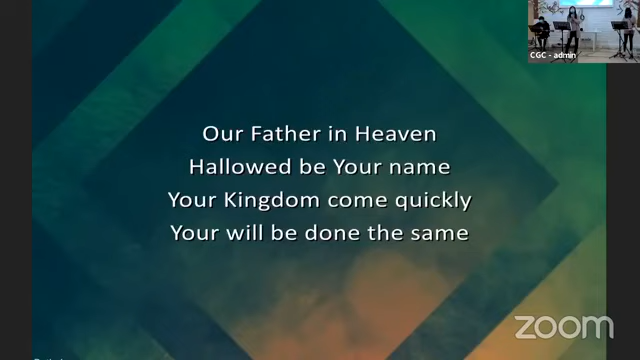 CGC - admin
Our Father in Heaven
Hallowed be Your name
Your Kingdom come quickly
Your will be done the same
zoom